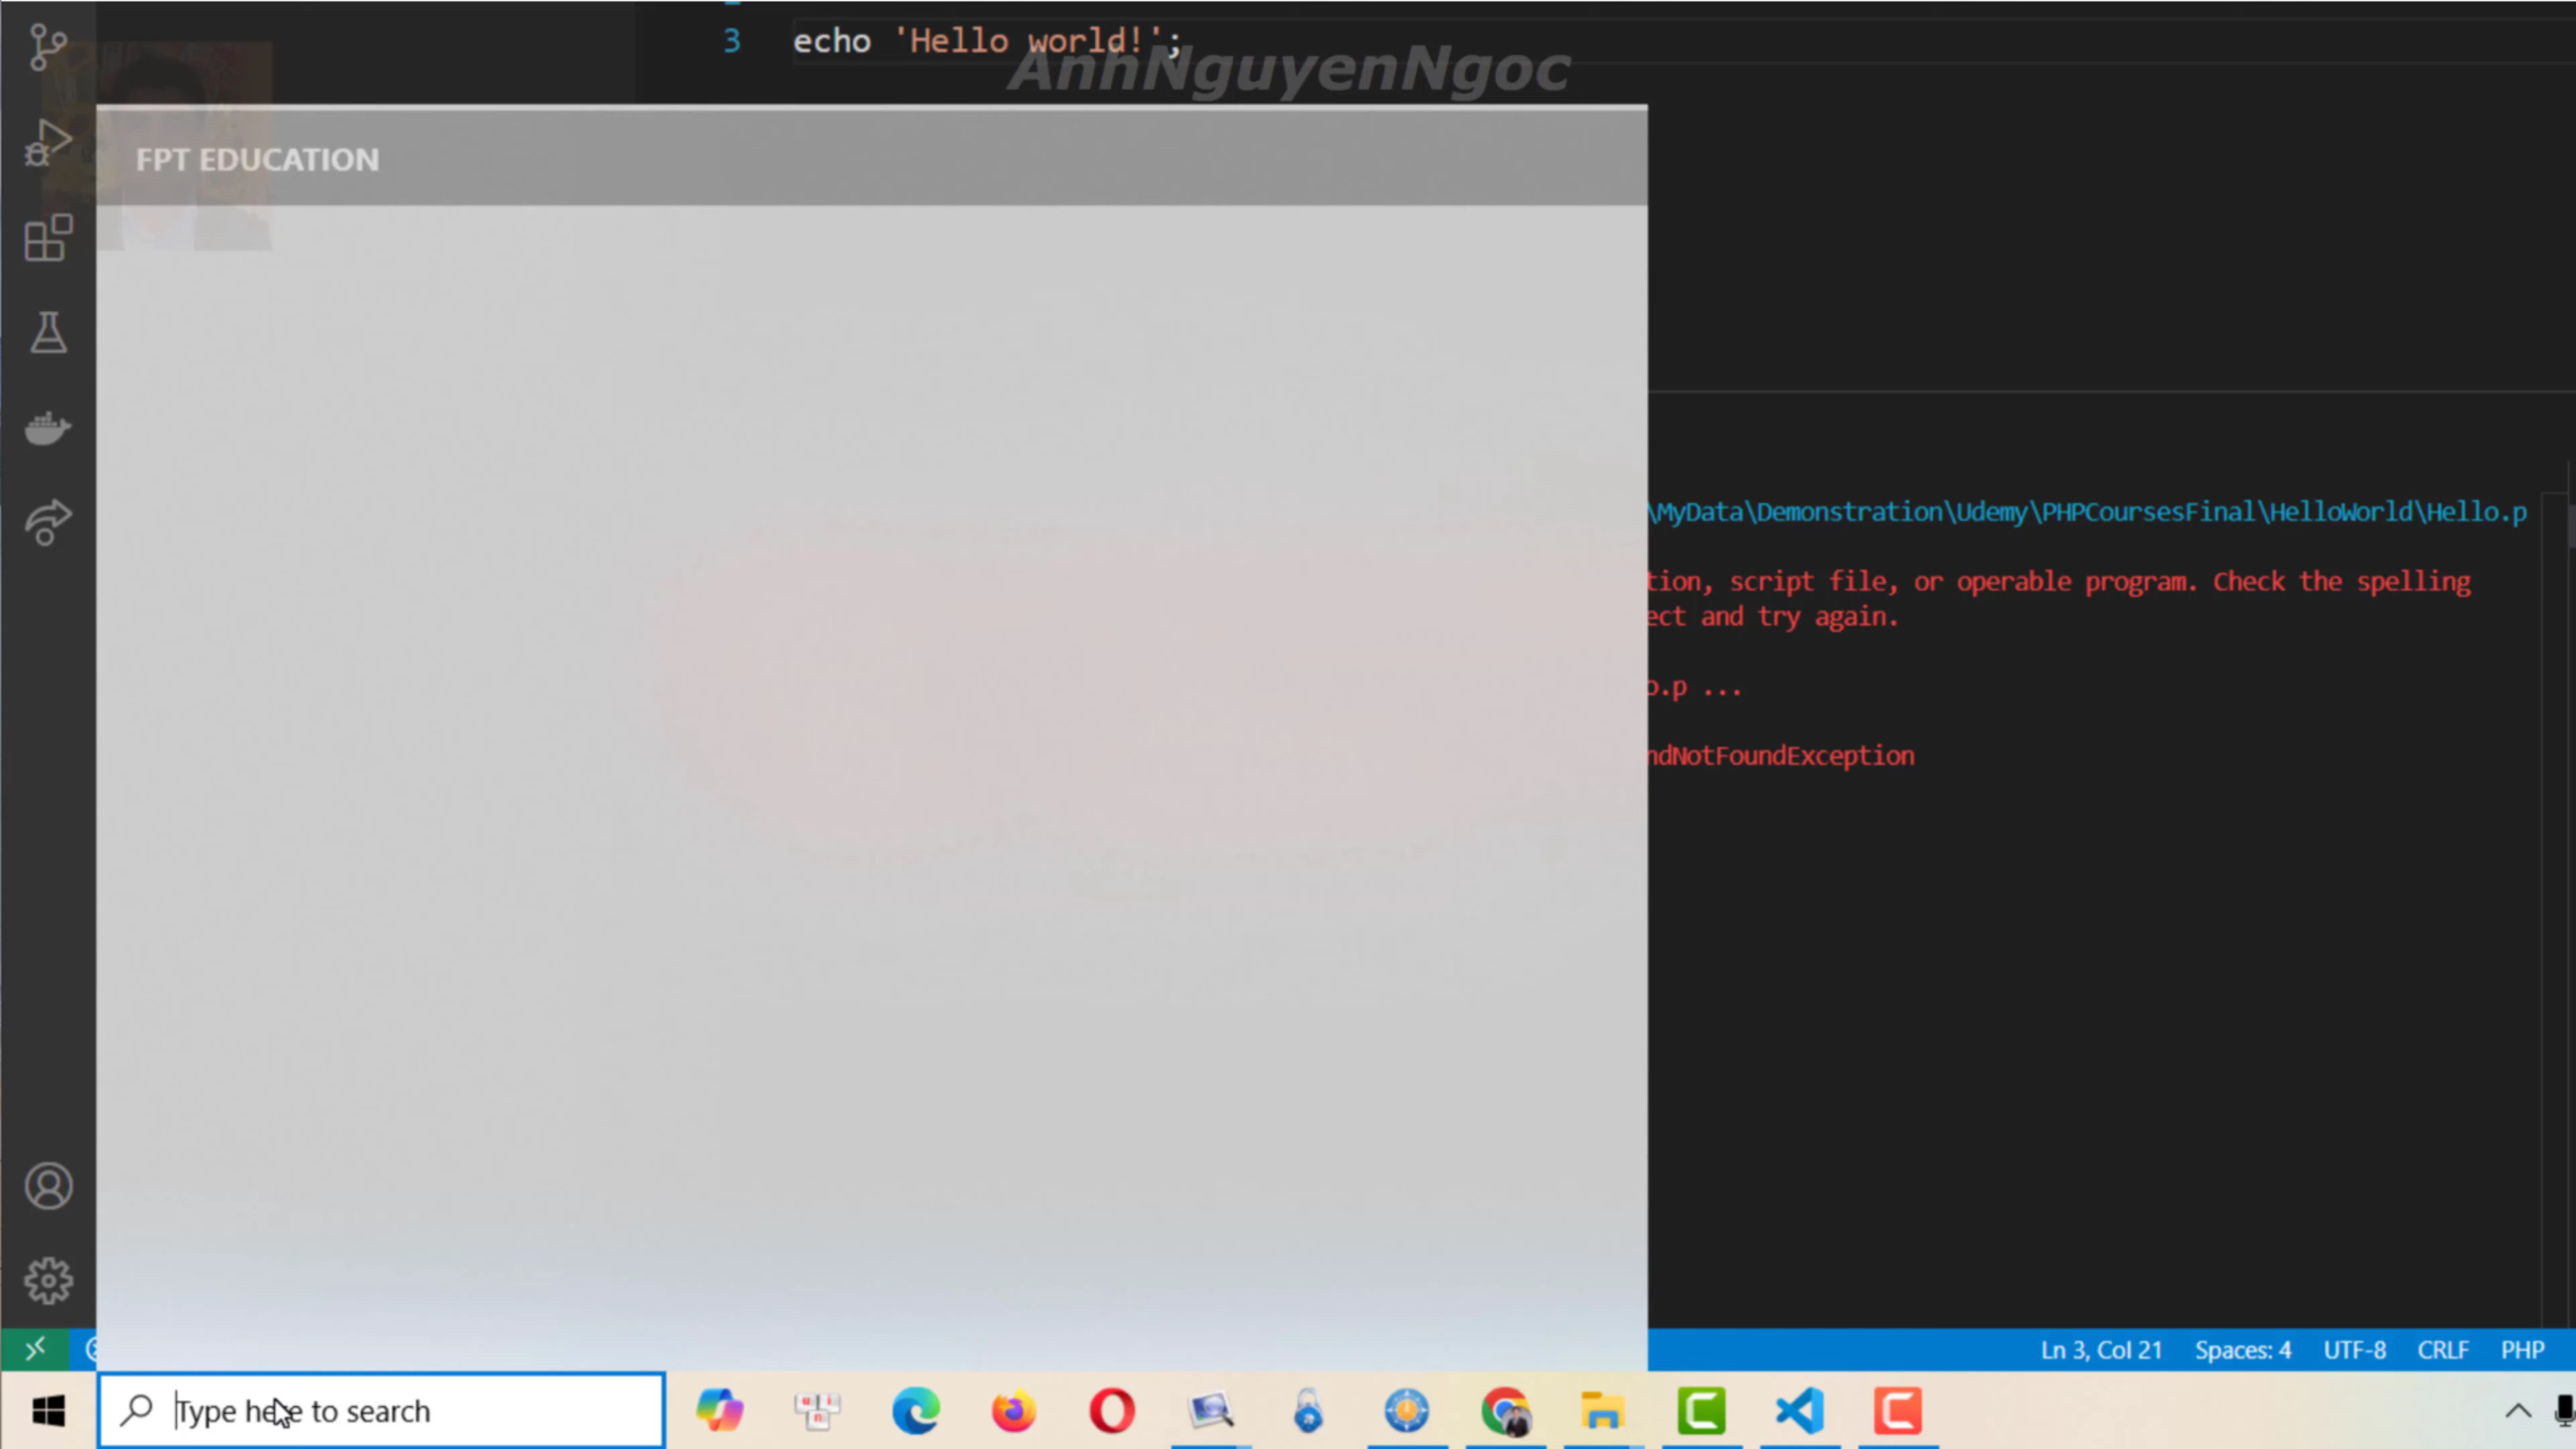 3 echo 'Hello world!';
AnhNguyenNgoc
FPT EDUCATION
\MyData\Demonstration\Udemy\PHPCoursesFinal\HelloWorld\Hello.p
tion, script file, or operable program. Check the spelling
ect and try again.
o.p ...
ndNotFoundException
Ln 3, Col 21 Spaces: 4 UTF-8 CRLF PHP
Type here to search